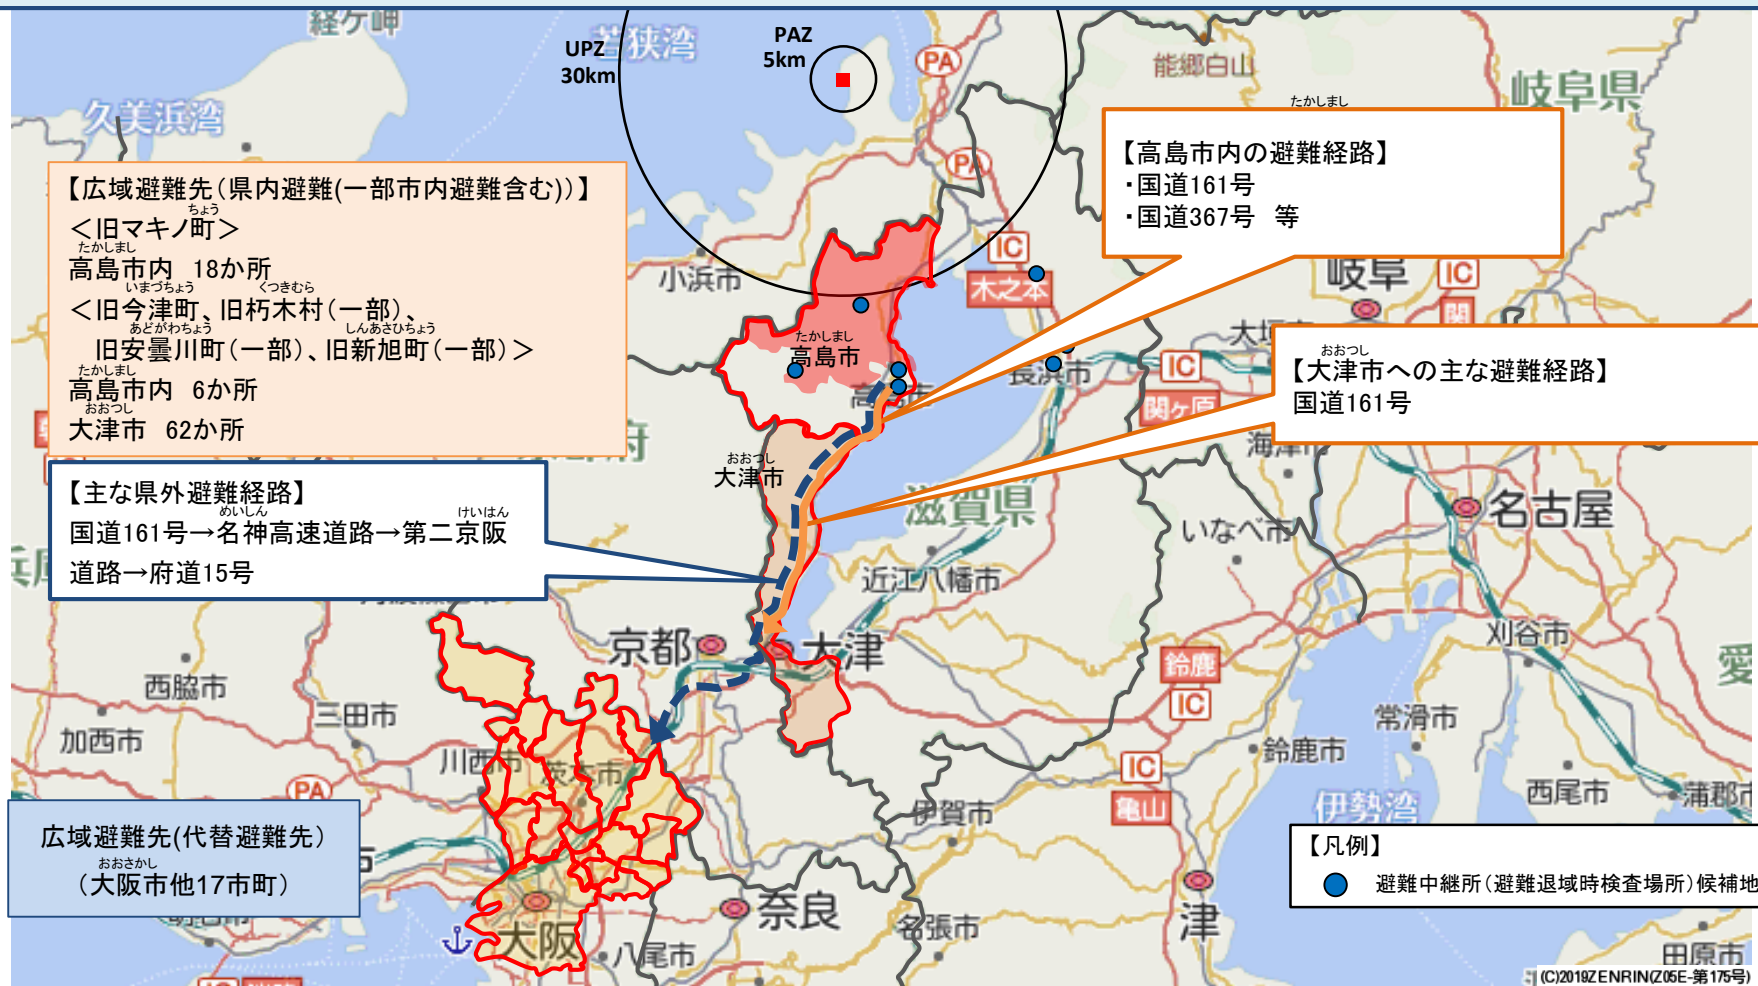 経ケ岬
若狭湾
UPZ
30km
PAZ
5km
PA
能郷白山
岐阜県
久美浜湾
PA
たかしまし
【高島市内の避難経路】
・国道161号
・国道367号　等
【広域避難先（県内避難(一部市内避難含む)）】
ちょう
＜旧マキノ町＞
たかしまし
高島市内　18か所
いまづちょう
くつきむら
＜旧今津町、旧朽木村（一部）、
あどがわちょう
しんあさひちょう
旧安曇川町（一部）、旧新旭町（一部）＞
たかしまし
高島市内　6か所
おおつし
大津市　62か所
小浜市
IC
木之本
岐阜
IC
関
たかしまし
高島市
高島市
長浜市
IC
関ヶ原
おおつし
【大津市への主な避難経路】
国道161号
府
おおつし
大津市
滋賀県
海津市
名古屋
いなべ市
【主な県外避難経路】
めいしん
けいはん
国道161号→名神高速道路→第二京阪
道路→府道15号
近江八幡市
京都
大津
刈谷市
鈴鹿
IC
愛
西脇市
三田市
加西市
川西市
茨木市
常滑市
鈴鹿市
IC
亀山
西尾市
蒲郡市
PA
伊賀市
伊勢湾
広域避難先(代替避難先）
おおさかし
（大阪市他17市町）
【凡例】
避難中継所（避難退域時検査場所）候補地
奈良
名張市
津
大阪
八尾市
田原市
(C)2019ZENRIN(Z05E-第175号)